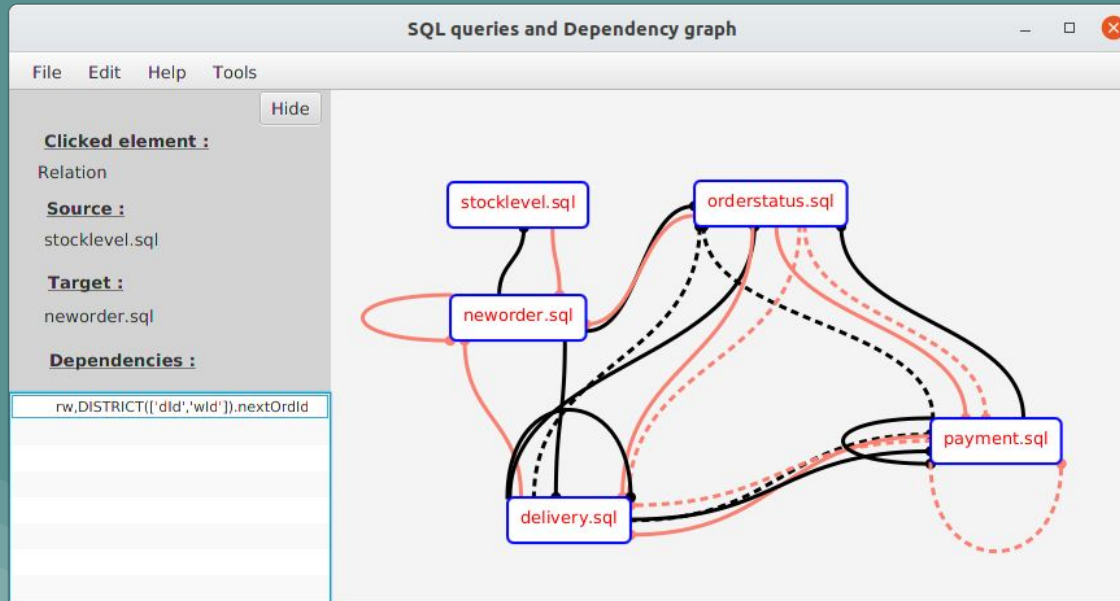 SQL queries and Dependency graph
File Edit Help Tools
Hide
Clicked element :
Relation
Source :
stocklevel.sql
Target :
neworder.sql
Dependencies :
rw,DISTRICT(['dId','wId']).nextOrdId
stocklevel.sql
orderstatus.sql
neworder.sql
payment.sql
delivery.sql